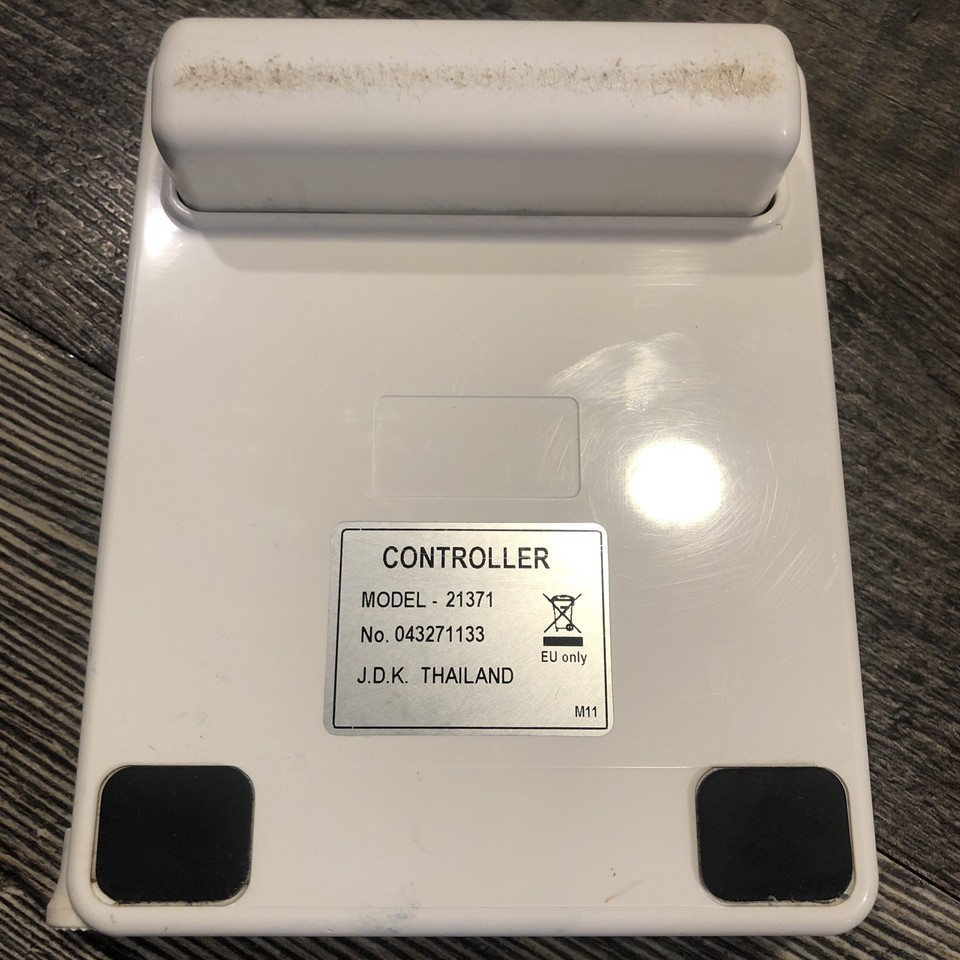 CONTROLLER
MODEL - 21371
No. 043271133
EU only
J.D.K. THAILAND
M11